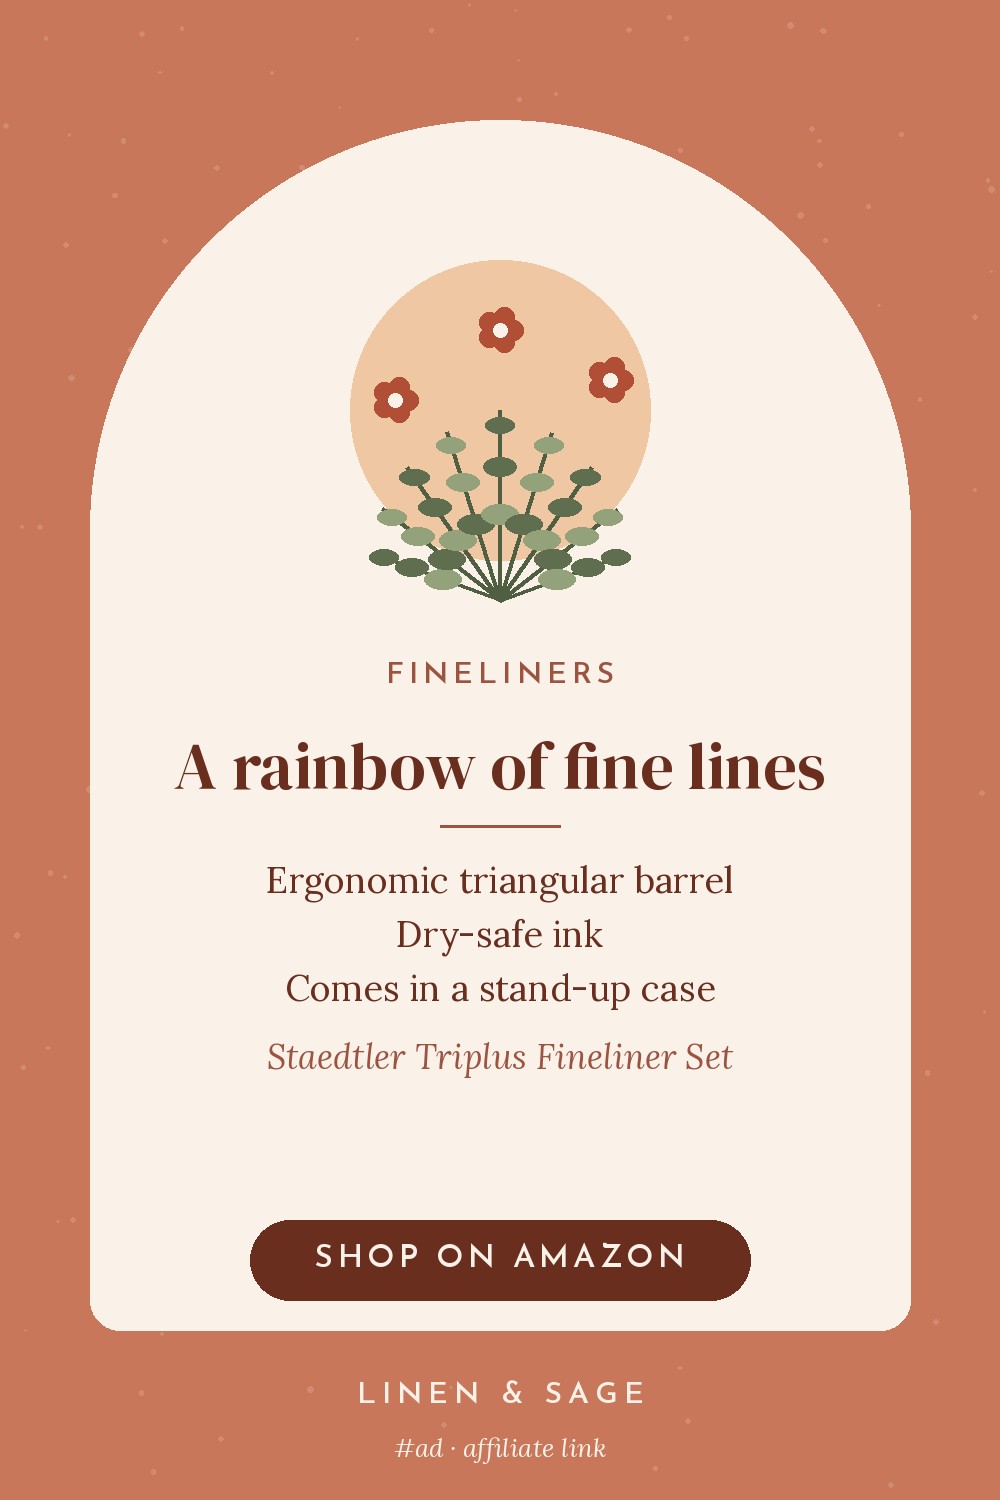 FINELINERS
A rainbow of fine lines
Ergonomic triangular barrel
Dry-safe ink
Comes in a stand-up case
Staedtler Triplus Fineliner Set
SHOP ON AMAZON
LINEN & SAGE
#ad · affiliate link